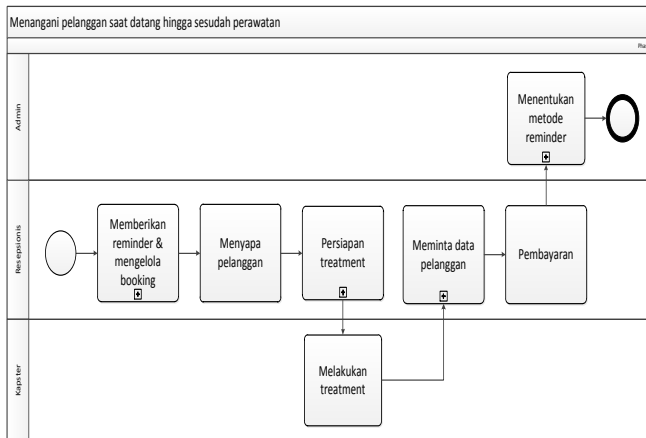 Menangani pelanggan saat datang hingga sesudah perawatan
Admin
Menentukan
metode
reminder
Resepsionis
Memberikan
reminder &
mengelola
booking
Menyapa
pelanggan
Persiapan
treatment
Meminta data
pelanggan
Pembayaran
Kapster
Melakukan
treatment